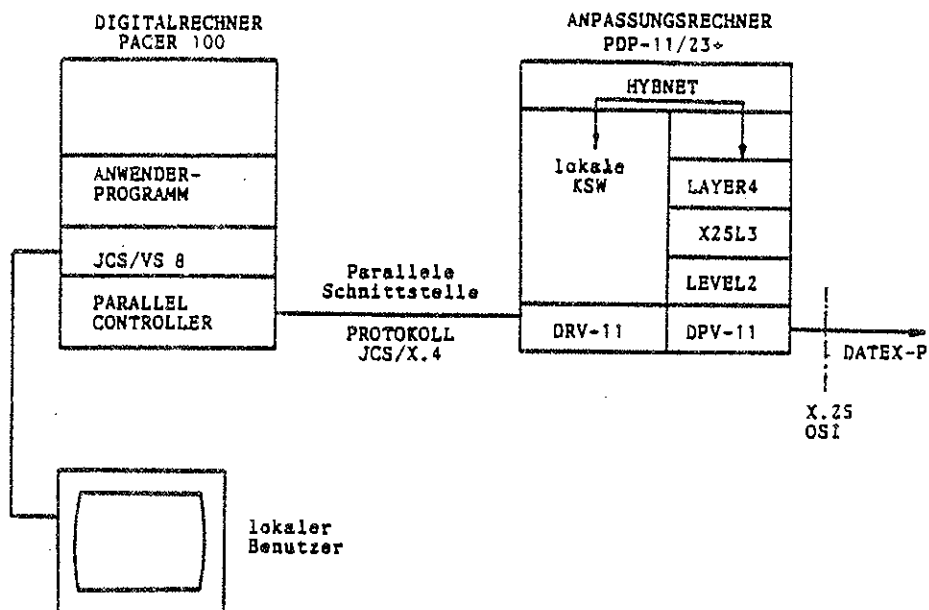 DIGITALRECHNER
PACER 100
ANWENDER-
PROGRAMM
JCS/VS 8
PARALLEL
CONTROLLER
Parallele
Schnittstelle
PROTOKOLL
JCS/X.4
ANPASSUNGSRECHNER
PDP-11/23+
HYBNET
lokale
KSW
LAYER4
X25L3
LEVEL2
DRV-11
DPV-11
DATEX-P
X.25
OSI
lokaler
Benutzer